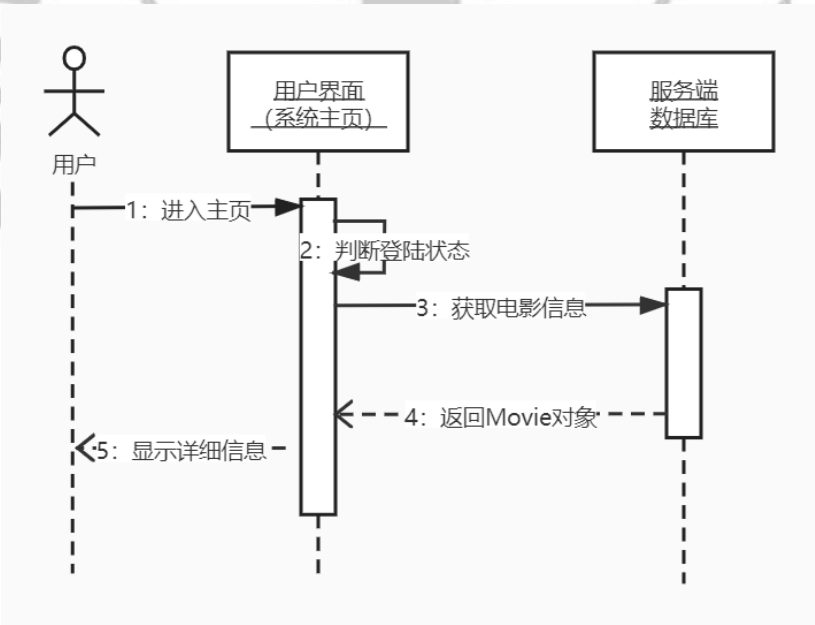 用户界面
（系统主页）
服务端
数据库
用户
1：进入主页
2：判断登陆状态
3：获取电影信息
4：返回Movie对象
5：显示详细信息